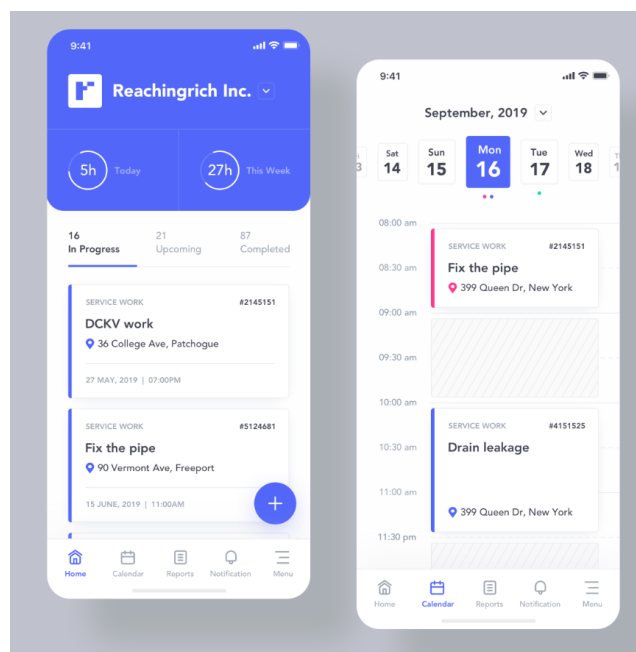 9:41
Reachingrich Inc.
5h Today 27h This Week
16 21 87
In Progress Upcoming Completed
SERVICE WORK #2145151
DCKV work
36 College Ave, Patchogue
27 MAY, 2019 | 07:00PM
SERVICE WORK #5124681
Fix the pipe
90 Vermont Ave, Freeport
15 JUNE, 2019 | 11:00AM
+
Home Calendar Reports Notification Menu
9:41
September, 2019
Sat Sun Mon Tue Wed
3 14 15 16 17 18 1
08:00 am
SERVICE WORK #2145151
08:30 am Fix the pipe
399 Queen Dr, New York
09:00 am
09:30 am
10:00 am
SERVICE WORK #4151525
10:30 am Drain leakage
11:00 am
399 Queen Dr, New York
11:30 pm
Home Calendar Reports Notification Menu